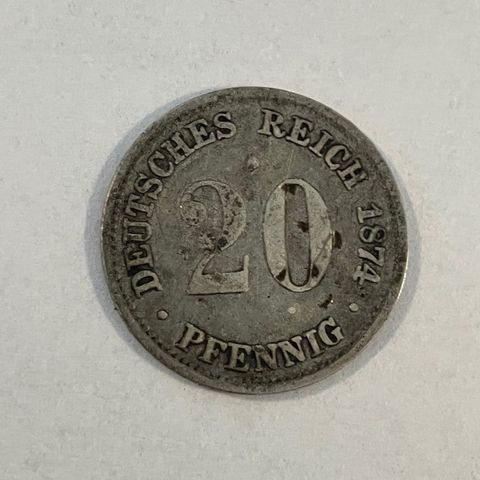 DEUTSCHES REICH 1874
20
· PFENNIG ·